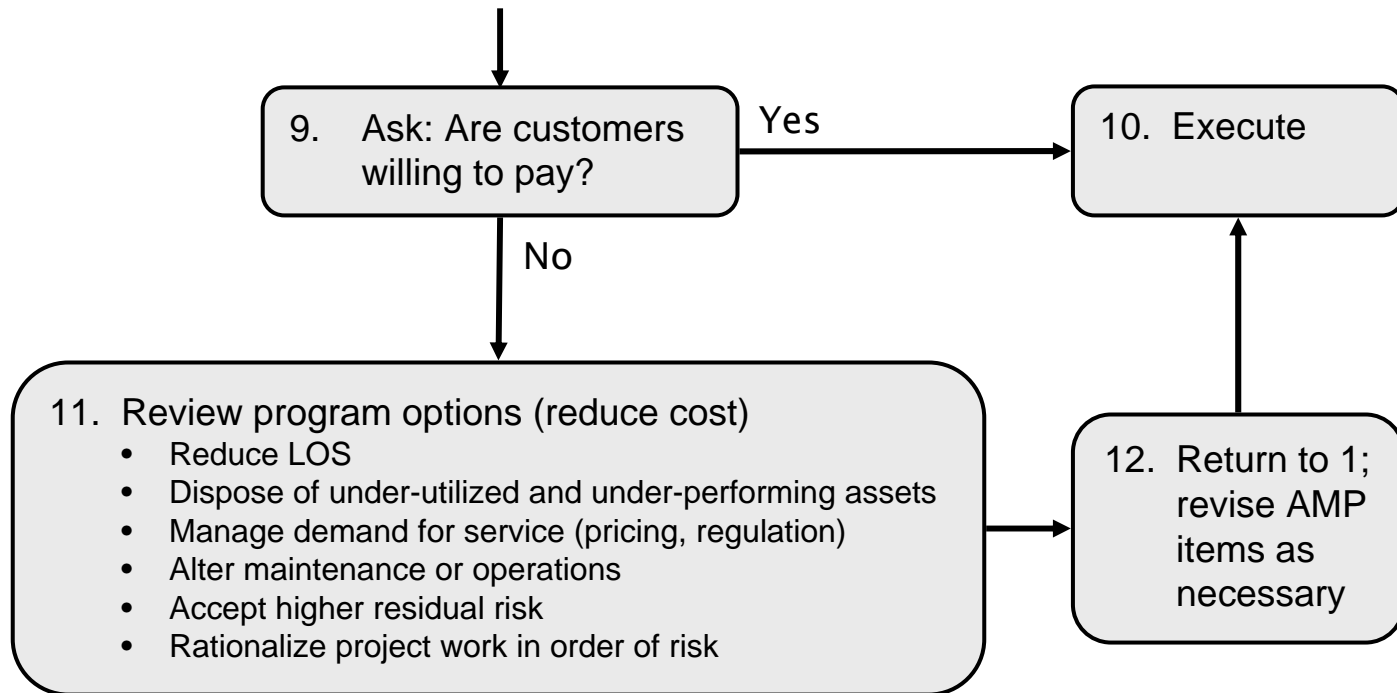 9. Ask: Are customers
willing to pay?
Yes
10. Execute
No
11. Review program options (reduce cost)
• Reduce LOS
• Dispose of under-utilized and under-performing assets
• Manage demand for service (pricing, regulation)
• Alter maintenance or operations
• Accept higher residual risk
• Rationalize project work in order of risk
12. Return to 1;
revise AMP
items as
necessary